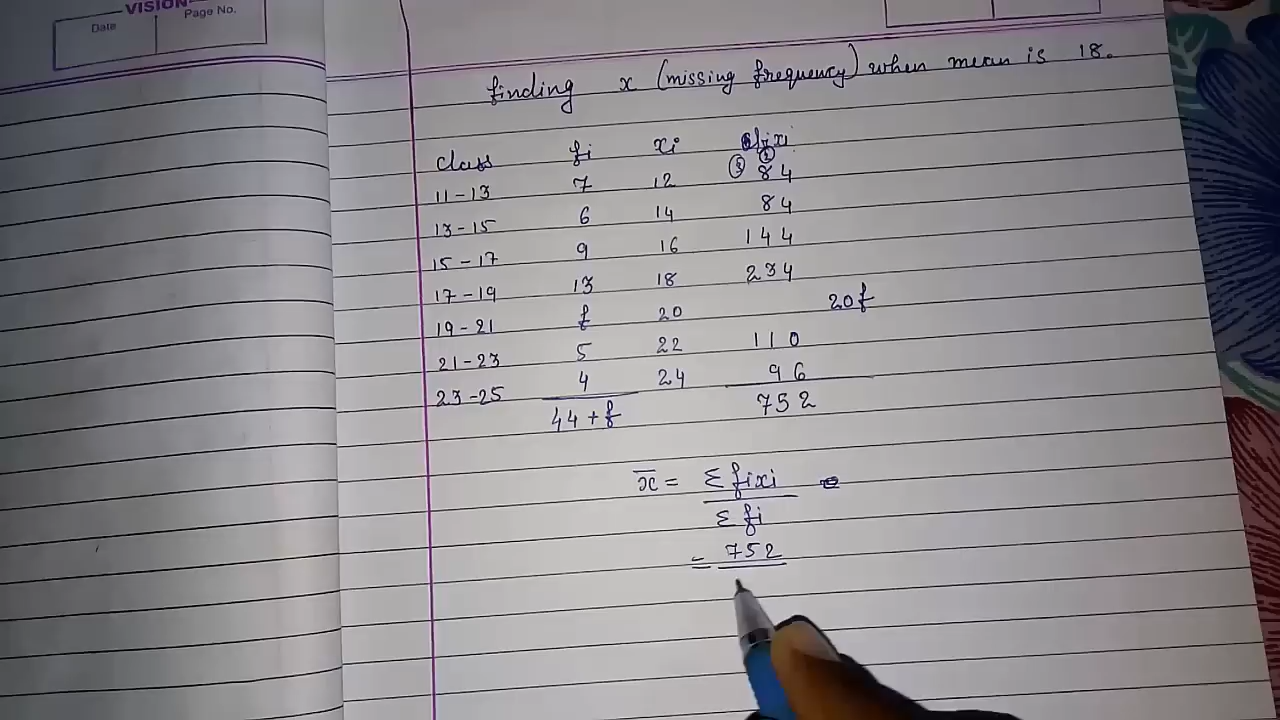 VISION
Date
Page No.
finding x (missing frequency) when mean is 18.
class fi xi fixi
11-13 7 12 84
13-15 6 14 84
15-17 9 16 144
17-19 13 18 234
19-21 f 20 20f
21-23 5 22 110
23-25 4 24 96
44+f 752
x̄ = Σ fixi =
Σ fi
= 752